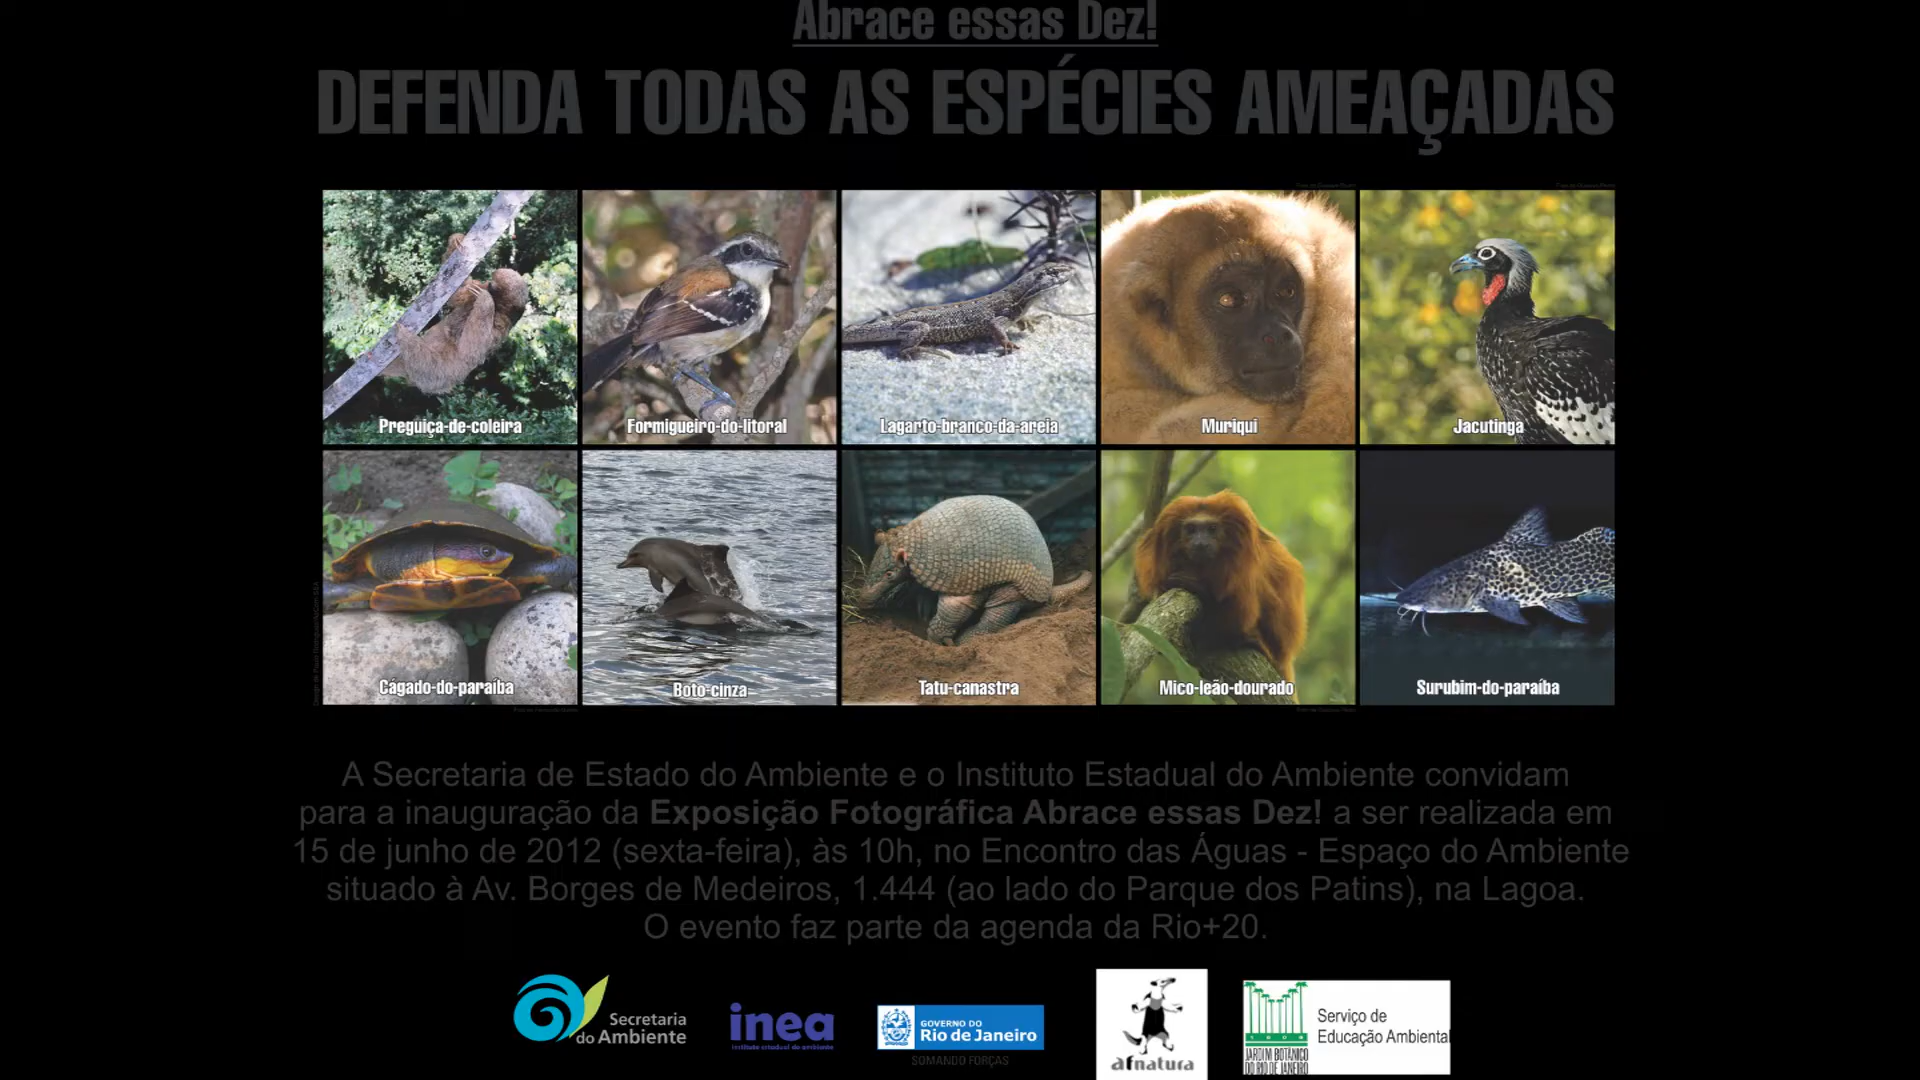 Abrace essas Dez!
DEFENDA TODAS AS ESPÉCIES AMEAÇADAS
Preguiça-de-coleira
Formigueiro-do-litoral
Lagarto-branco-da-areia
Muriqui
Jacutinga
Cágado-do-paraíba
Boto-cinza
Tatu-canastra
Mico-leão-dourado
Surubim-do-paraíba
A Secretaria de Estado do Ambiente e o Instituto Estadual do Ambiente convidam
para a inauguração da Exposição Fotográfica Abrace essas Dez! a ser realizada em
15 de junho de 2012 (sexta-feira), às 10h, no Encontro das Águas - Espaço do Ambiente
situado à Av. Borges de Medeiros, 1.444 (ao lado do Parque dos Patins), na Lagoa.
O evento faz parte da agenda da Rio+20.
Secretaria
do Ambiente
inea
instituto estadual do ambiente
GOVERNO DO
Rio de Janeiro
SOMANDO FORÇAS
afnatura
1808
JARDIM BOTÂNICO
DO RIO DE JANEIRO
Serviço de
Educação Ambiental